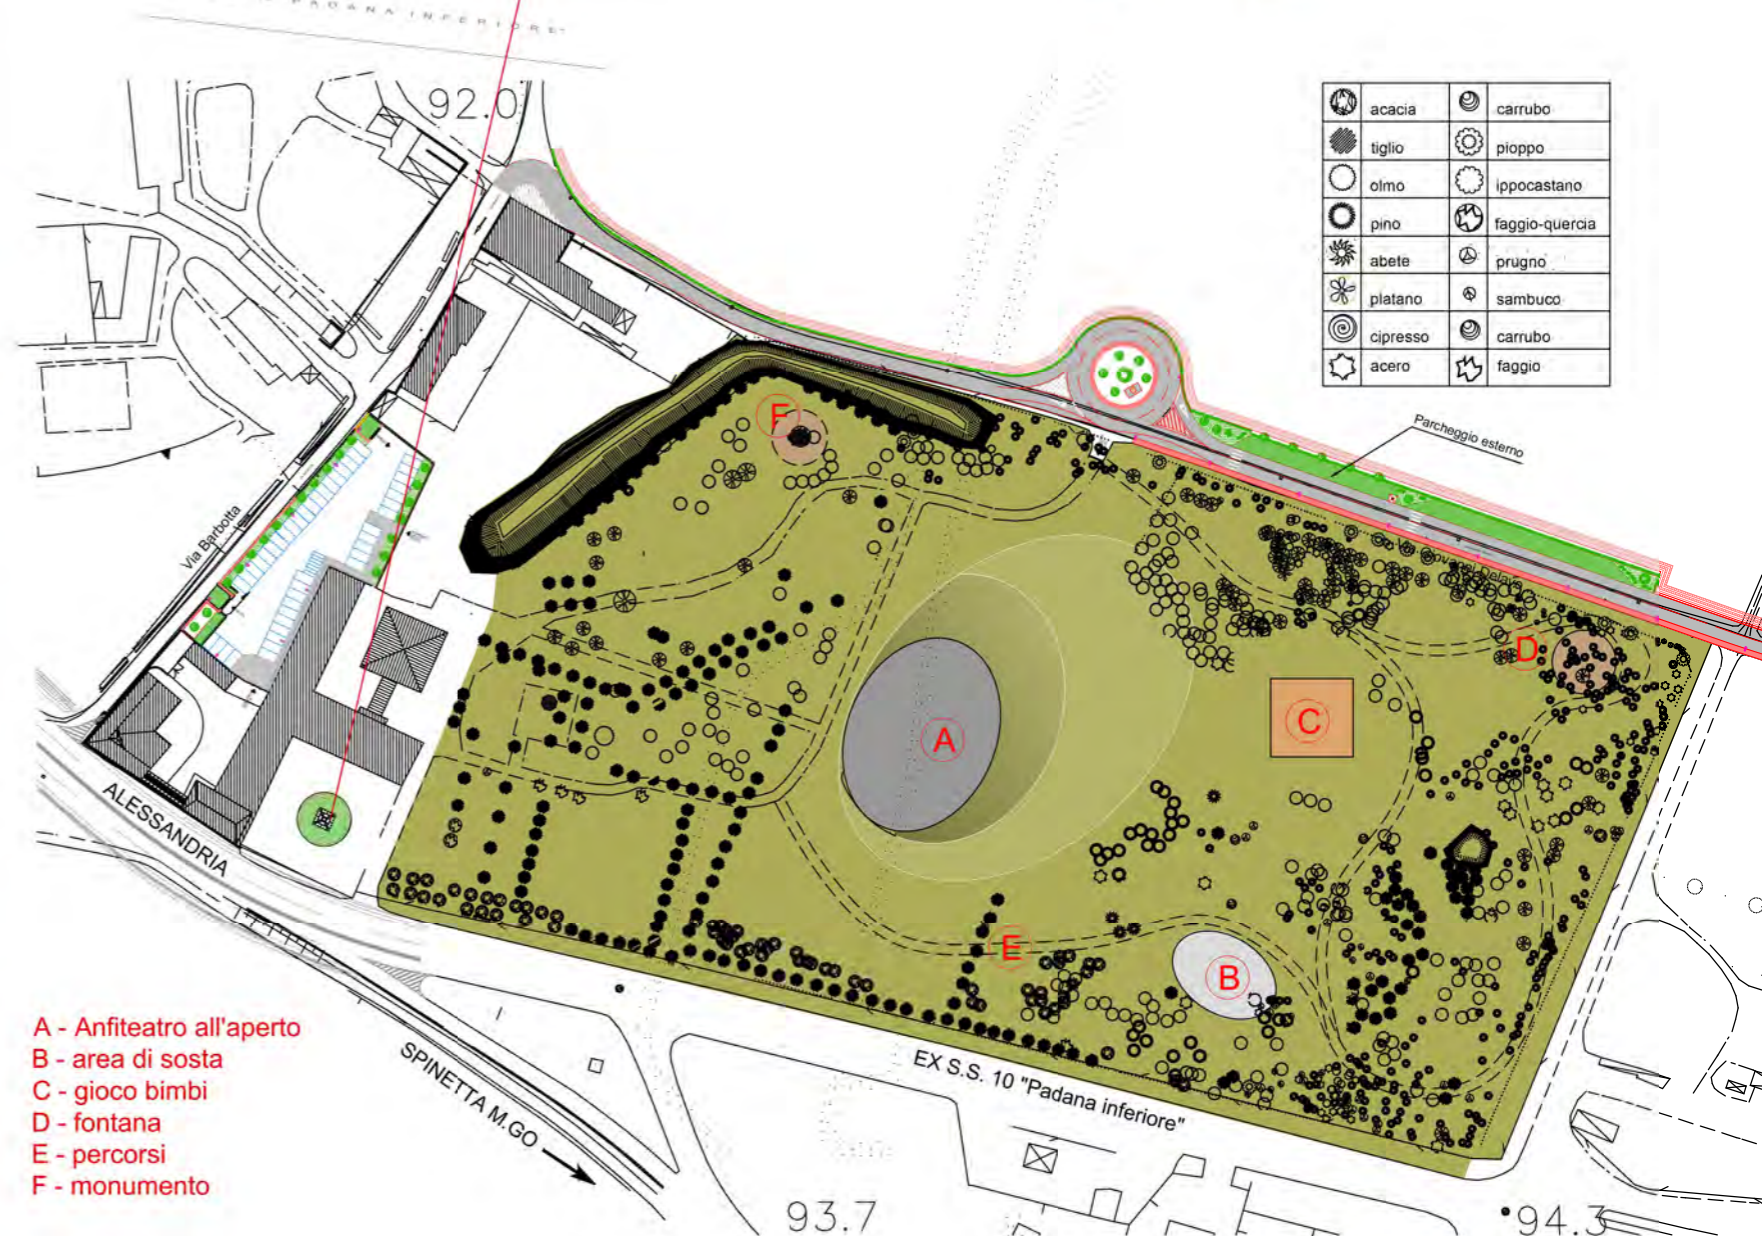 PADANA INFERIORE"
92.0
acacia
carrubo
tiglio
pioppo
olmo
ippocastano
pino
faggio-quercia
abete
prugno
platano
sambuco
cipresso
carrubo
acero
faggio
Parcheggio esterno
Via Barbotta
F
D
C
A
E
B
ALESSANDRIA
SPINETTA M.GO
EX S.S. 10 "Padana inferiore"
A - Anfiteatro all'aperto
B - area di sosta
C - gioco bimbi
D - fontana
E - percorsi
F - monumento
93.7
94.3